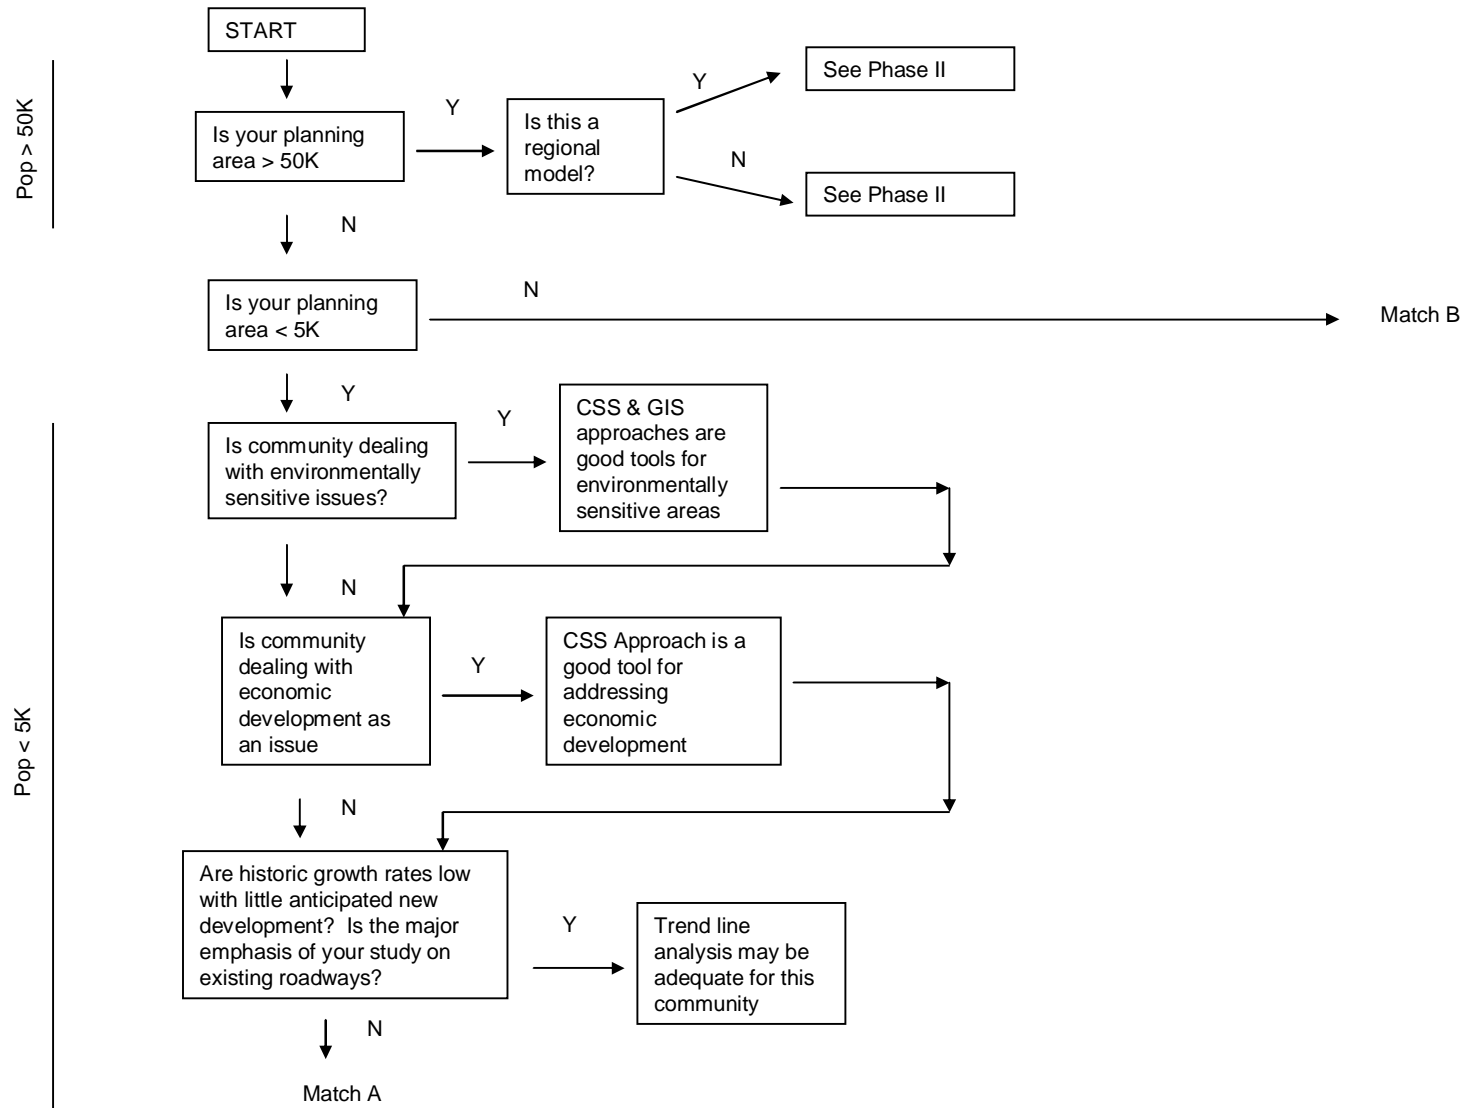 START
Pop > 50K
Is your planning
area > 50K
Y
Is this a
regional
model?
Y
See Phase II
N
See Phase II
N
Is your planning
area < 5K
N
Match B
Y
Pop < 5K
Is community dealing
with environmentally
sensitive issues?
Y
CSS & GIS
approaches are
good tools for
environmentally
sensitive areas
N
Is community
dealing with
economic
development as
an issue
Y
CSS Approach is a
good tool for
addressing
economic
development
N
Are historic growth rates low
with little anticipated new
development?  Is the major
emphasis of your study on
existing roadways?
Y
Trend line
analysis may be
adequate for this
community
N
Match A